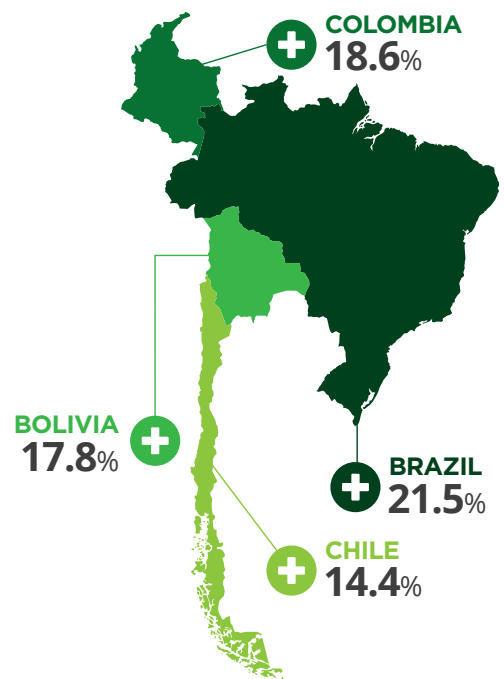 COLOMBIA
18.6%
BOLIVIA
17.8%
BRAZIL
21.5%
CHILE
14.4%